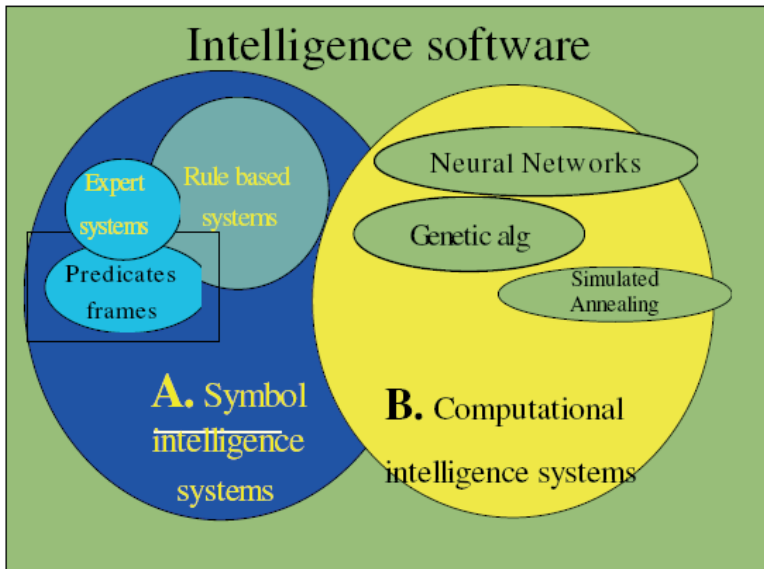 Intelligence software
Expert
systems
Rule based
systems
Predicates
frames
A. Symbol
intelligence
systems
Neural Networks
Genetic alg
Simulated
Annealing
B. Computational
intelligence systems